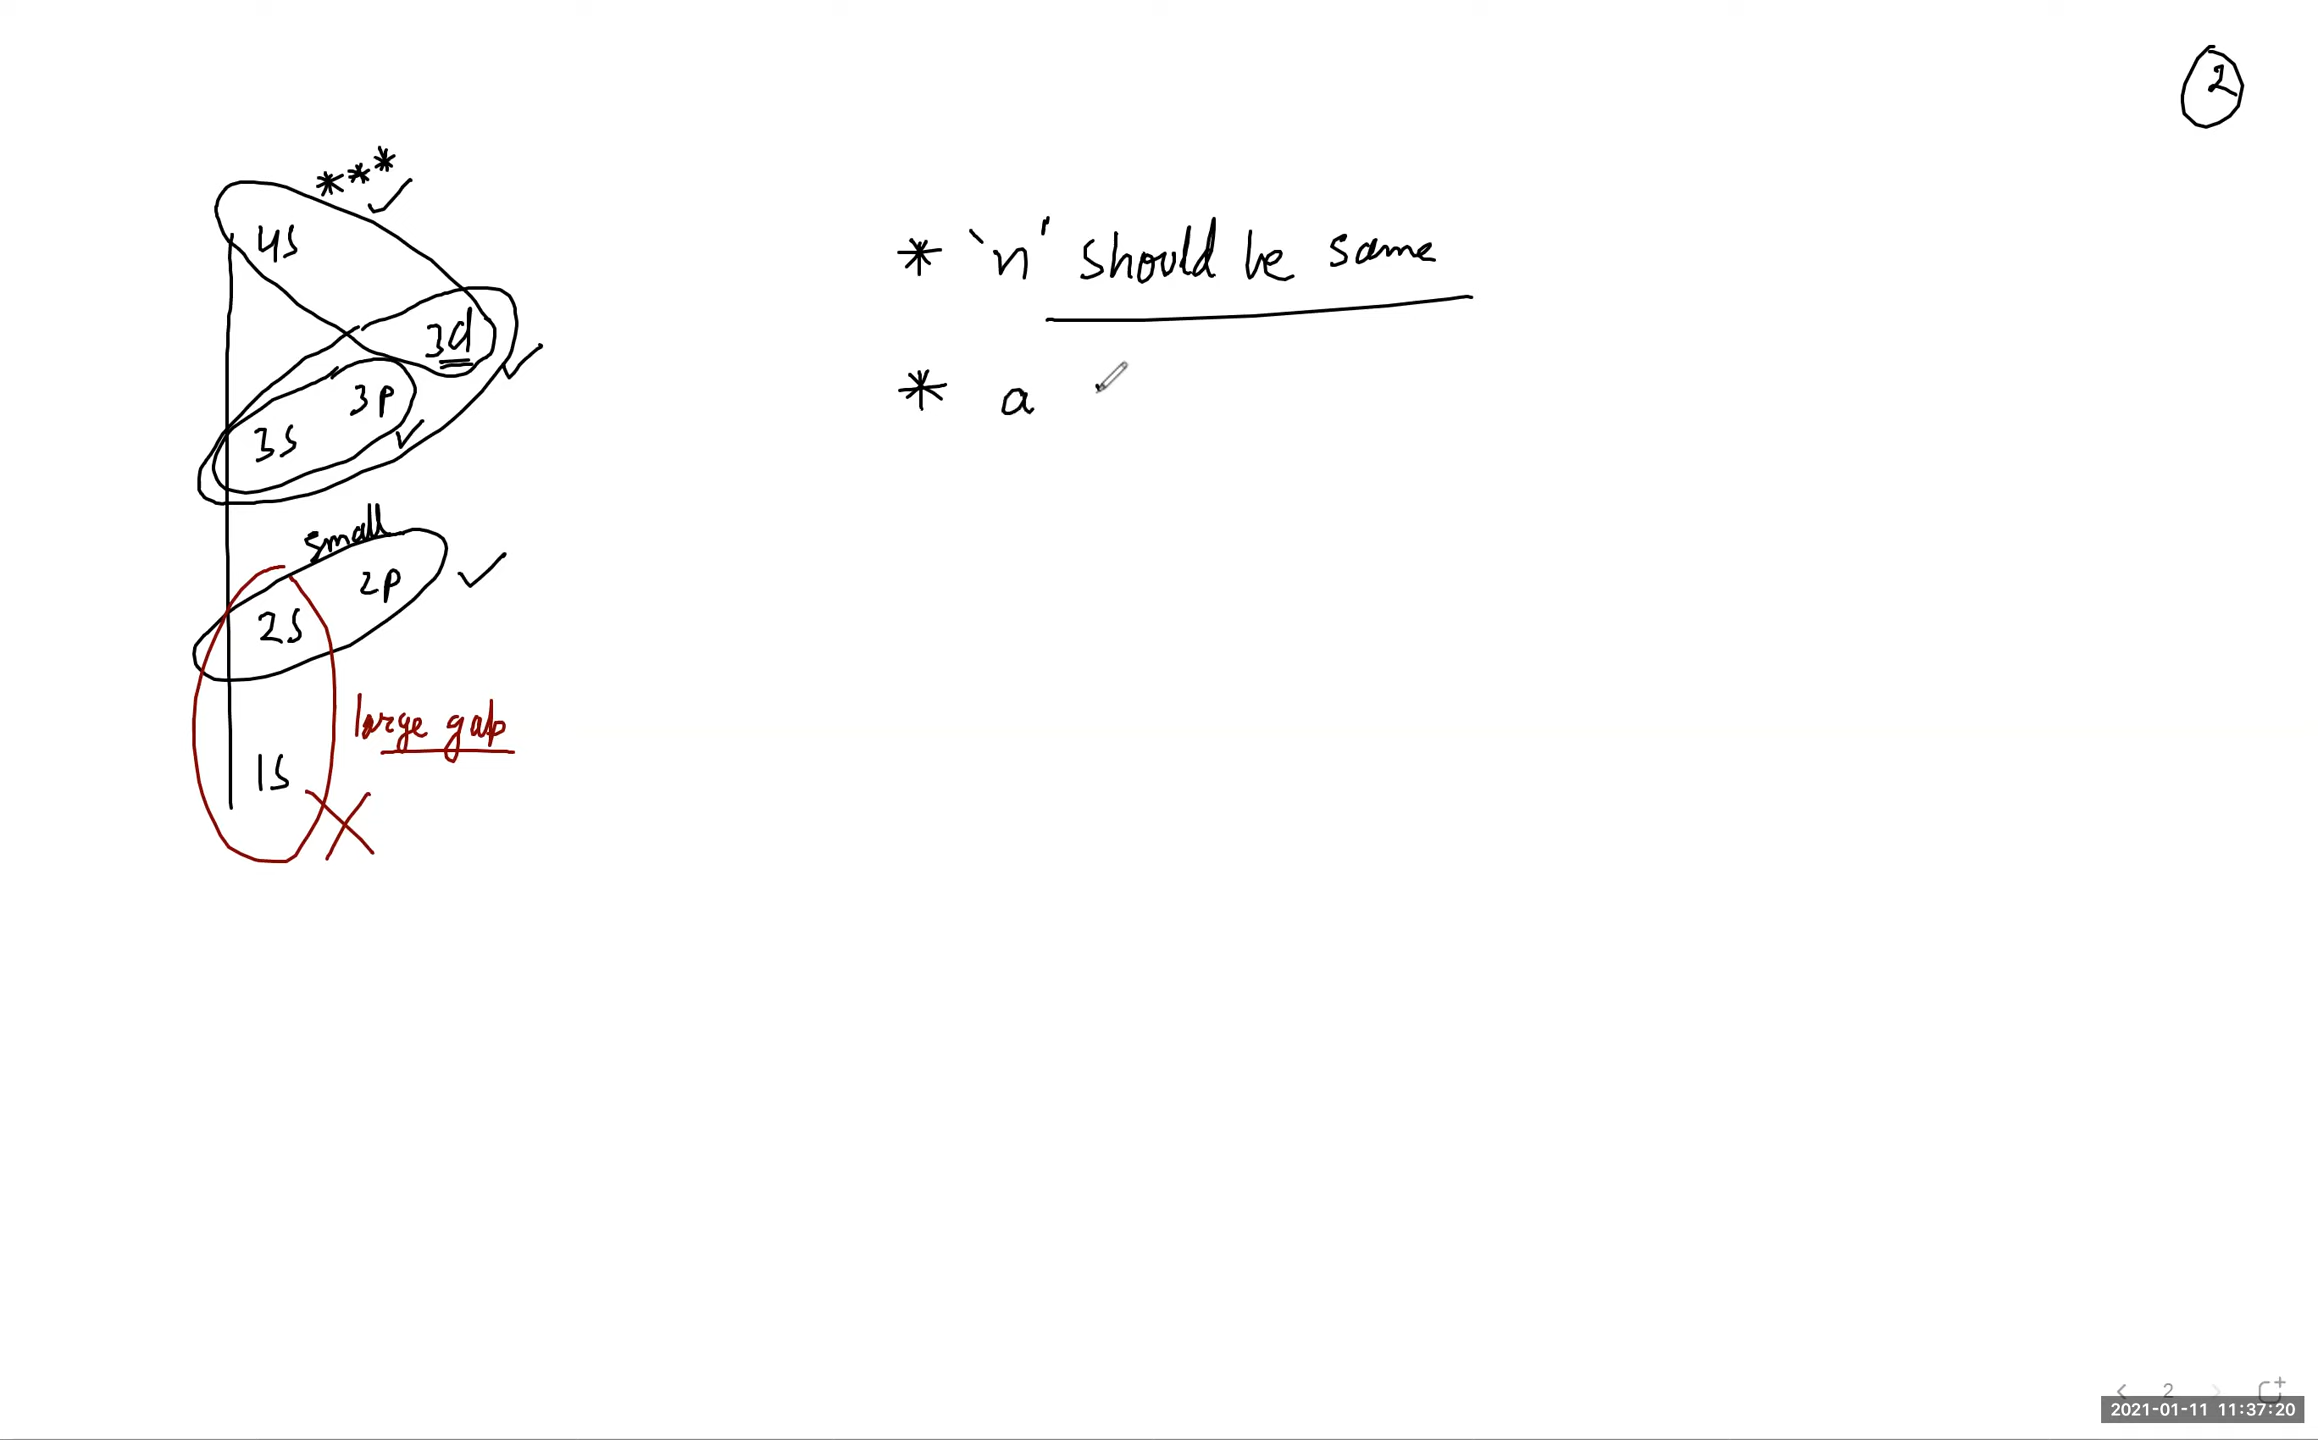 2
***
4s
3d
3p
3s
small
2p
2s
large gap
1s
* 'n' should be same
* a
2
2021-01-11 11:37:20